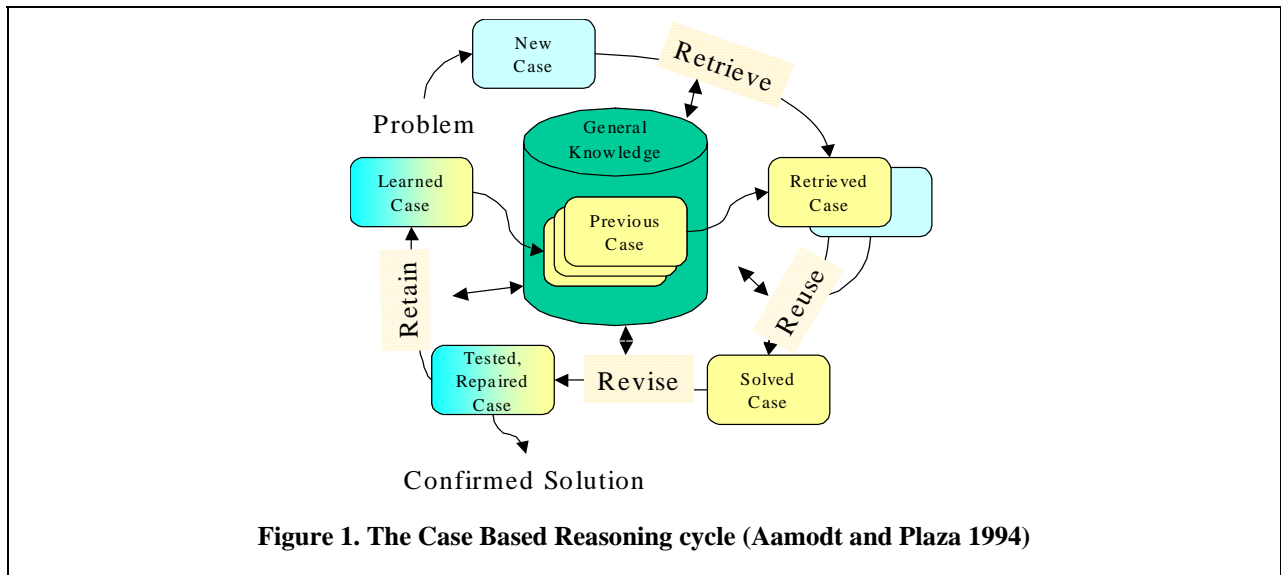 New
Case
Retrieve
Problem
General
Knowledge
Learned
Case
Previous
Case
Retrieved
Case
Retain
Reuse
Tested,
Repaired
Case
Revise
Solved
Case
Confirmed Solution
Figure 1. The Case Based Reasoning cycle (Aamodt and Plaza 1994)